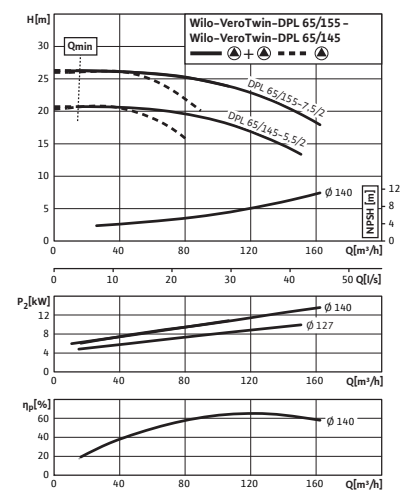 H[m]
Wilo-VeroTwin-DPL 65/155 –
Wilo-VeroTwin-DPL 65/145
+
Qmin
30
25
20
15
10
5
0
DPL 65/155-7,5/2
DPL 65/145-5,5/2
Ø 140
NPSH [m]
12
8
4
0
0 40 80 120 160 Q[m³/h]
0 10 20 30 40 50 Q[l/s]
P₂[kW]
12
8
4
0
Ø 140
Ø 127
0 40 80 120 160 Q[m³/h]
ηp[%]
60
40
20
0
Ø 140
0 40 80 120 160 Q[m³/h]